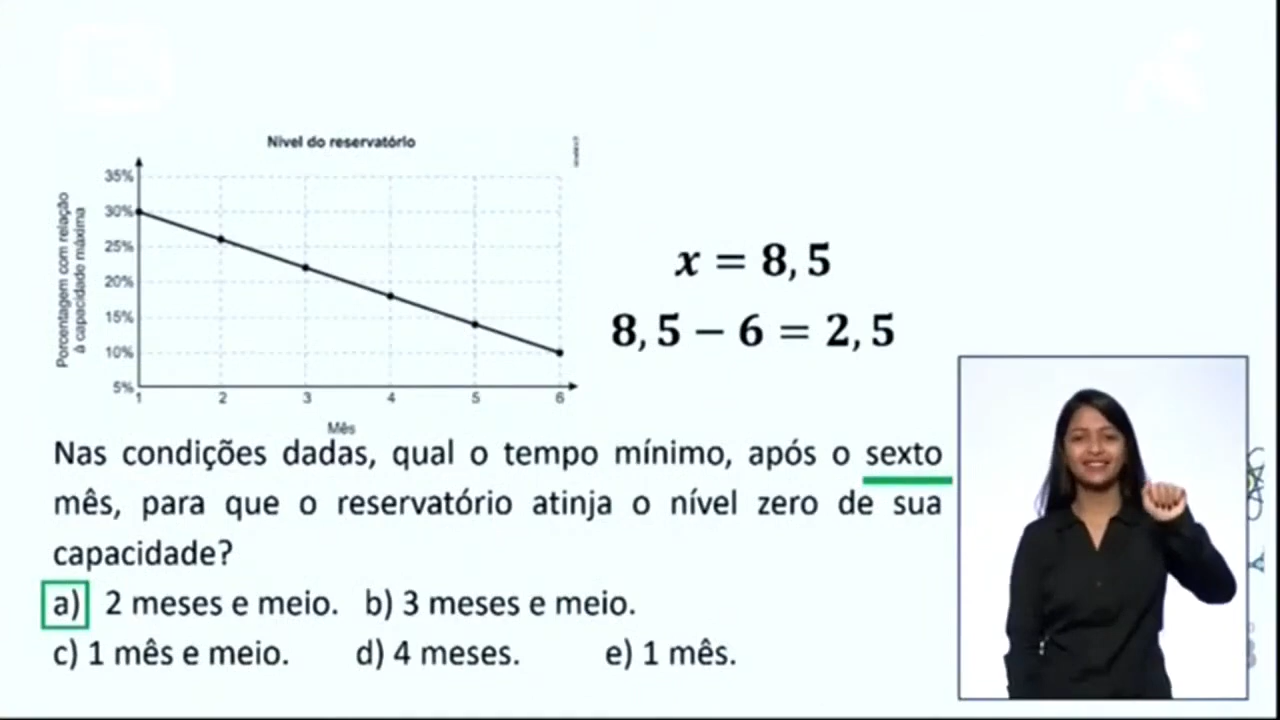 Nível do reservatório
Porcentagem com relação
à capacidade máxima
35%
30%
25%
20%
15%
10%
5%
1 2 3 4 5 6
Mês
x = 8,5
8,5 − 6 = 2,5
Nas condições dadas, qual o tempo mínimo, após o sexto
mês, para que o reservatório atinja o nível zero de sua
capacidade?
a) 2 meses e meio. b) 3 meses e meio.
c) 1 mês e meio. d) 4 meses. e) 1 mês.